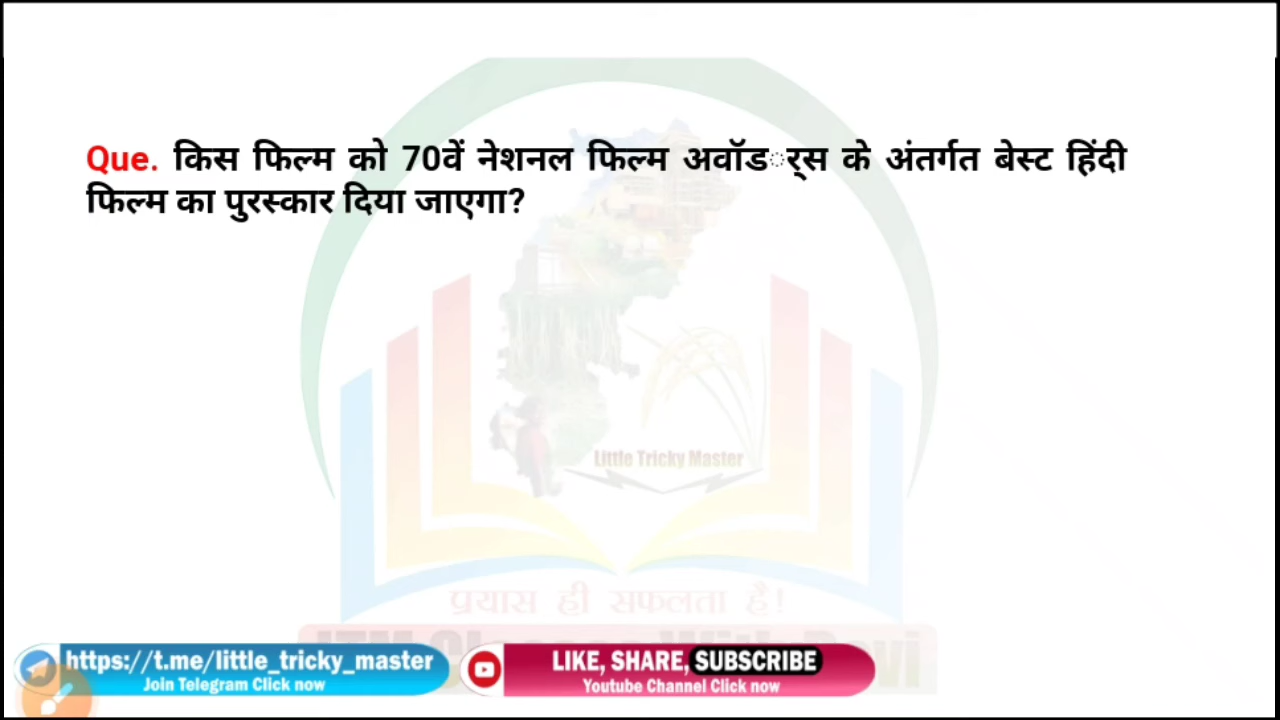 Que. किस फिल्म को 70वें नेशनल फिल्म अवॉडर््स के अंतर्गत बेस्ट हिंदी
फिल्म का पुरस्कार दिया जाएगा?
Little Tricky Master
प्रयास ही सफलता है!
https://t.me/little_tricky_master
Join Telegram Click now
LIKE, SHARE, SUBSCRIBE
Youtube Channel Click now